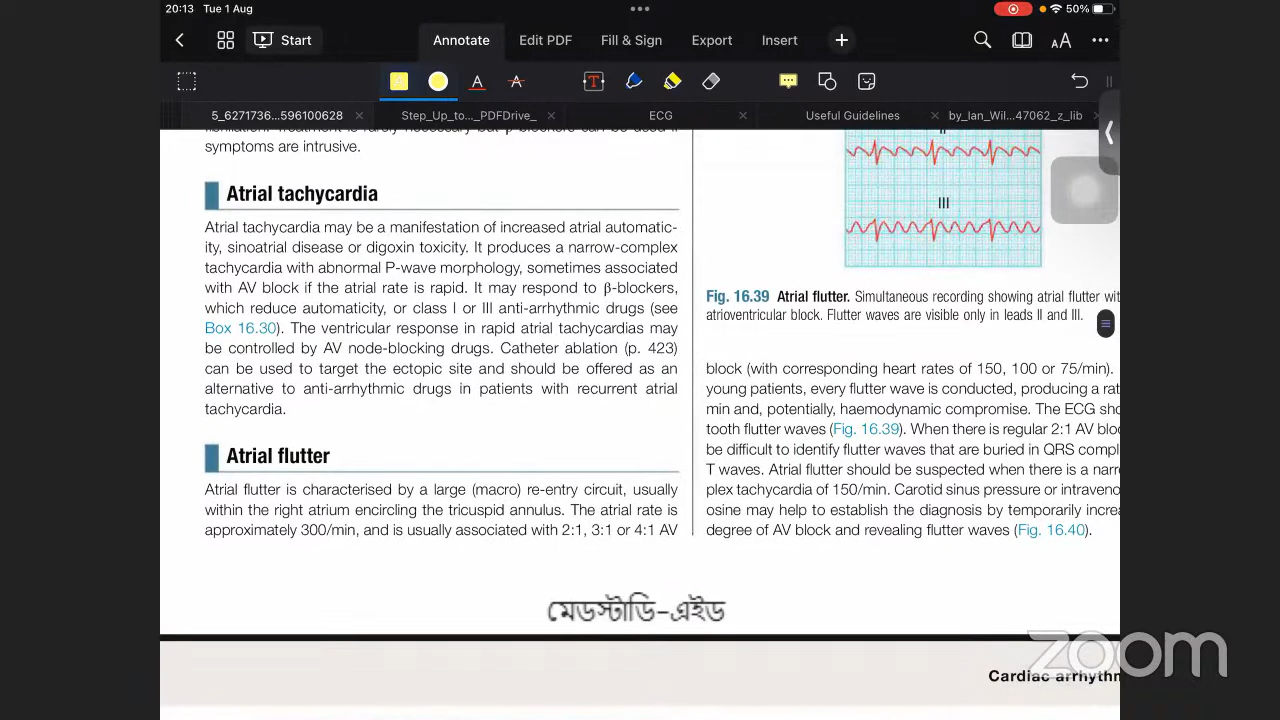 20:13 Tue 1 Aug
50%
Start
Annotate
Edit PDF
Fill & Sign
Export
Insert
5_6271736...596100628
Step_Up_to..._PDFDrive_
ECG
Useful Guidelines
by_Ian_Wil...47062_z_lib
symptoms are intrusive.
Atrial tachycardia
Atrial tachycardia may be a manifestation of increased atrial automatic-
ity, sinoatrial disease or digoxin toxicity. It produces a narrow-complex
tachycardia with abnormal P-wave morphology, sometimes associated
with AV block if the atrial rate is rapid. It may respond to β-blockers,
which reduce automaticity, or class I or III anti-arrhythmic drugs (see
Box 16.30). The ventricular response in rapid atrial tachycardias may
be controlled by AV node-blocking drugs. Catheter ablation (p. 423)
can be used to target the ectopic site and should be offered as an
alternative to anti-arrhythmic drugs in patients with recurrent atrial
tachycardia.
Atrial flutter
Atrial flutter is characterised by a large (macro) re-entry circuit, usually
within the right atrium encircling the tricuspid annulus. The atrial rate is
approximately 300/min, and is usually associated with 2:1, 3:1 or 4:1 AV
III
Fig. 16.39 Atrial flutter. Simultaneous recording showing atrial flutter wit
atrioventricular block. Flutter waves are visible only in leads II and III.
block (with corresponding heart rates of 150, 100 or 75/min).
young patients, every flutter wave is conducted, producing a rat
min and, potentially, haemodynamic compromise. The ECG sho
tooth flutter waves (Fig. 16.39). When there is regular 2:1 AV bloc
be difficult to identify flutter waves that are buried in QRS compl
T waves. Atrial flutter should be suspected when there is a narr
plex tachycardia of 150/min. Carotid sinus pressure or intraveno
osine may help to establish the diagnosis by temporarily increa
degree of AV block and revealing flutter waves (Fig. 16.40).
মেডস্টাডি-এইড
Cardiac arrhythm
zoom